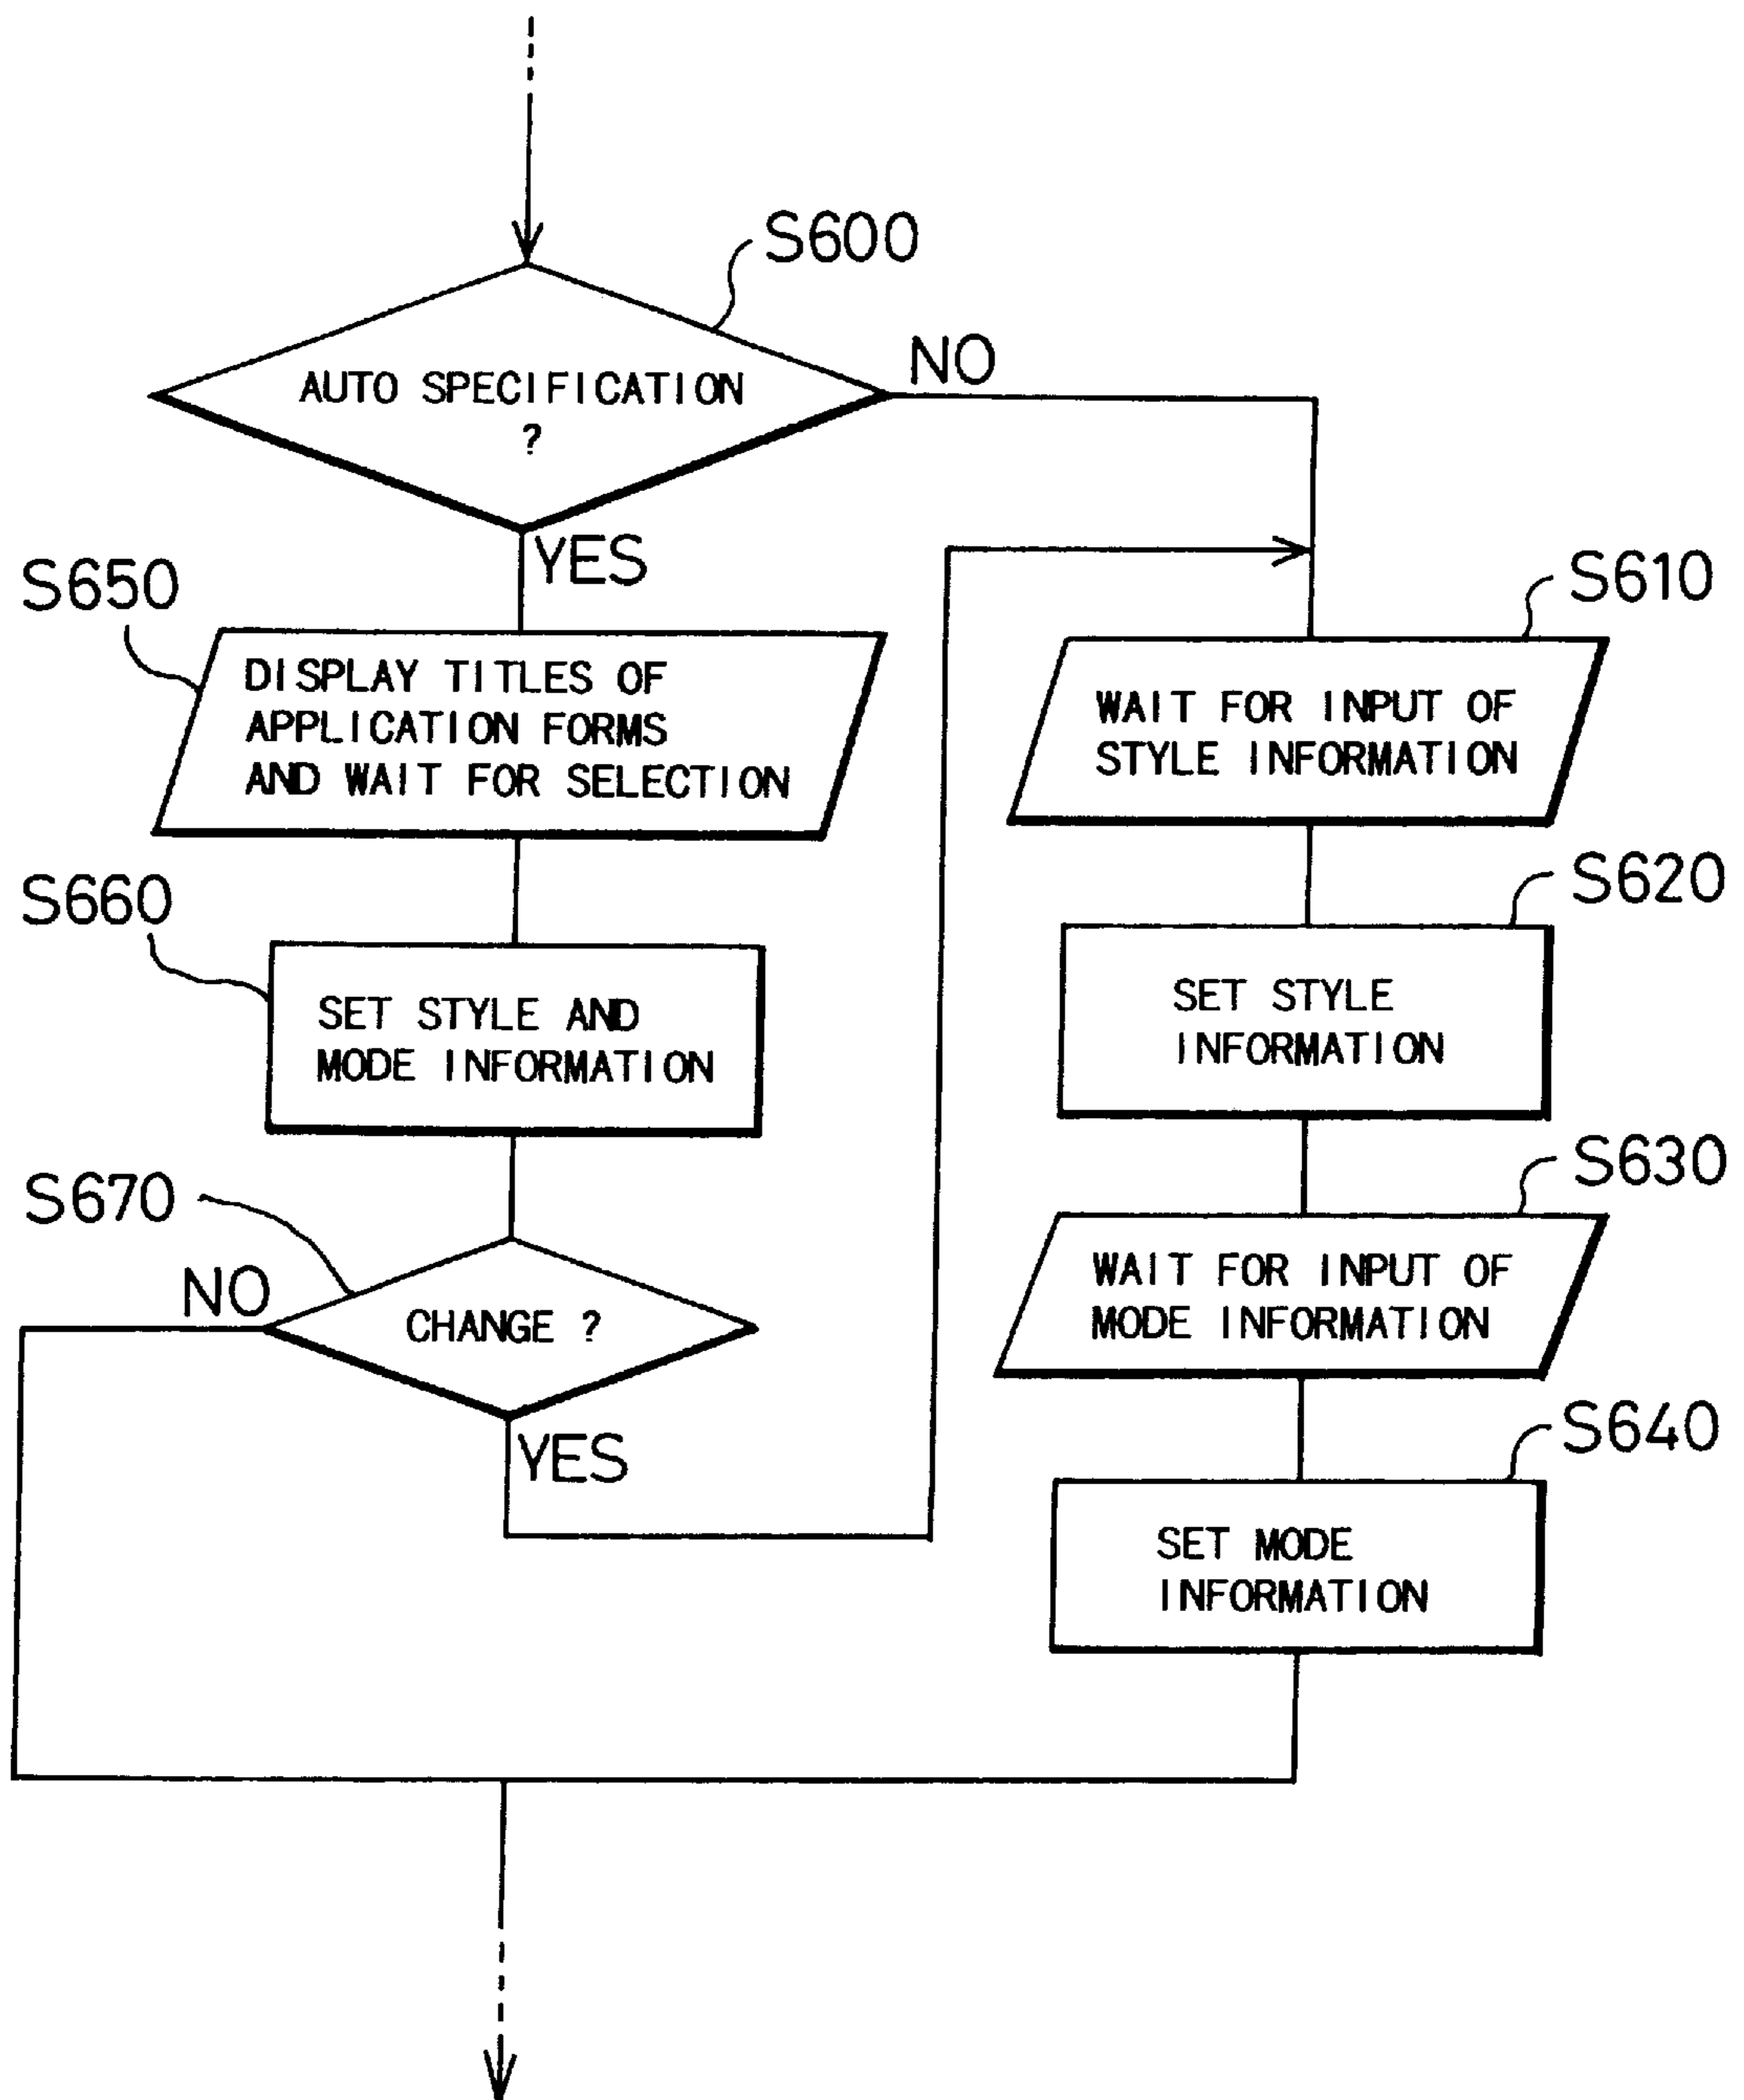 S600
NO
AUTO SPECIFICATION
?
YES
S650
DISPLAY TITLES OF
APPLICATION FORMS
AND WAIT FOR SELECTION
S660
SET STYLE AND
MODE INFORMATION
S670
NO
CHANGE ?
YES
S610
WAIT FOR INPUT OF
STYLE INFORMATION
S620
SET STYLE
INFORMATION
S630
WAIT FOR INPUT OF
MODE INFORMATION
S640
SET MODE
INFORMATION